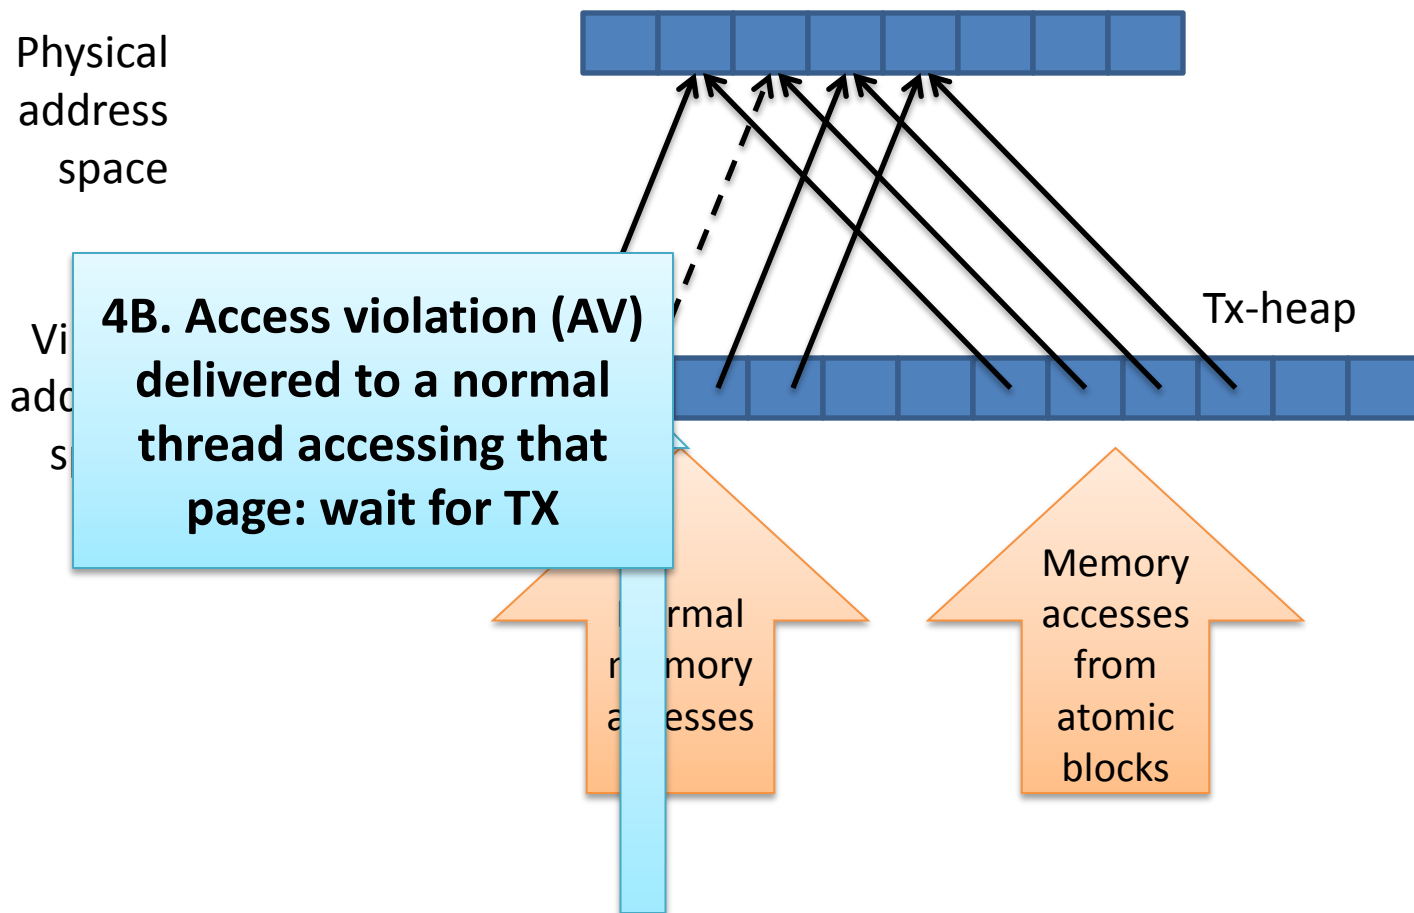 Physical
address
space
4B. Access violation (AV)
delivered to a normal
thread accessing that
page: wait for TX
Tx-heap
Memory
accesses
from
atomic
blocks